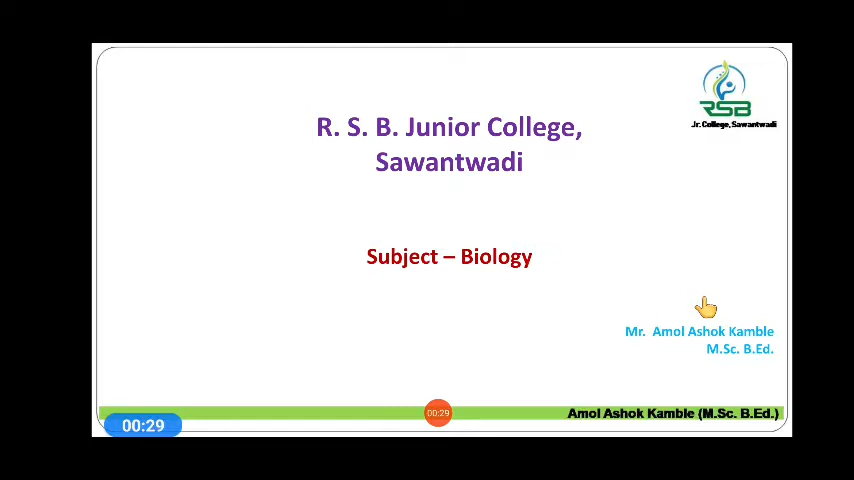 RSB
Jr. College, Sawantwadi
R. S. B. Junior College,
Sawantwadi
Subject – Biology
Mr. Amol Ashok Kamble
M.Sc. B.Ed.
00:29
Amol Ashok Kamble (M.Sc. B.Ed.)
00:29